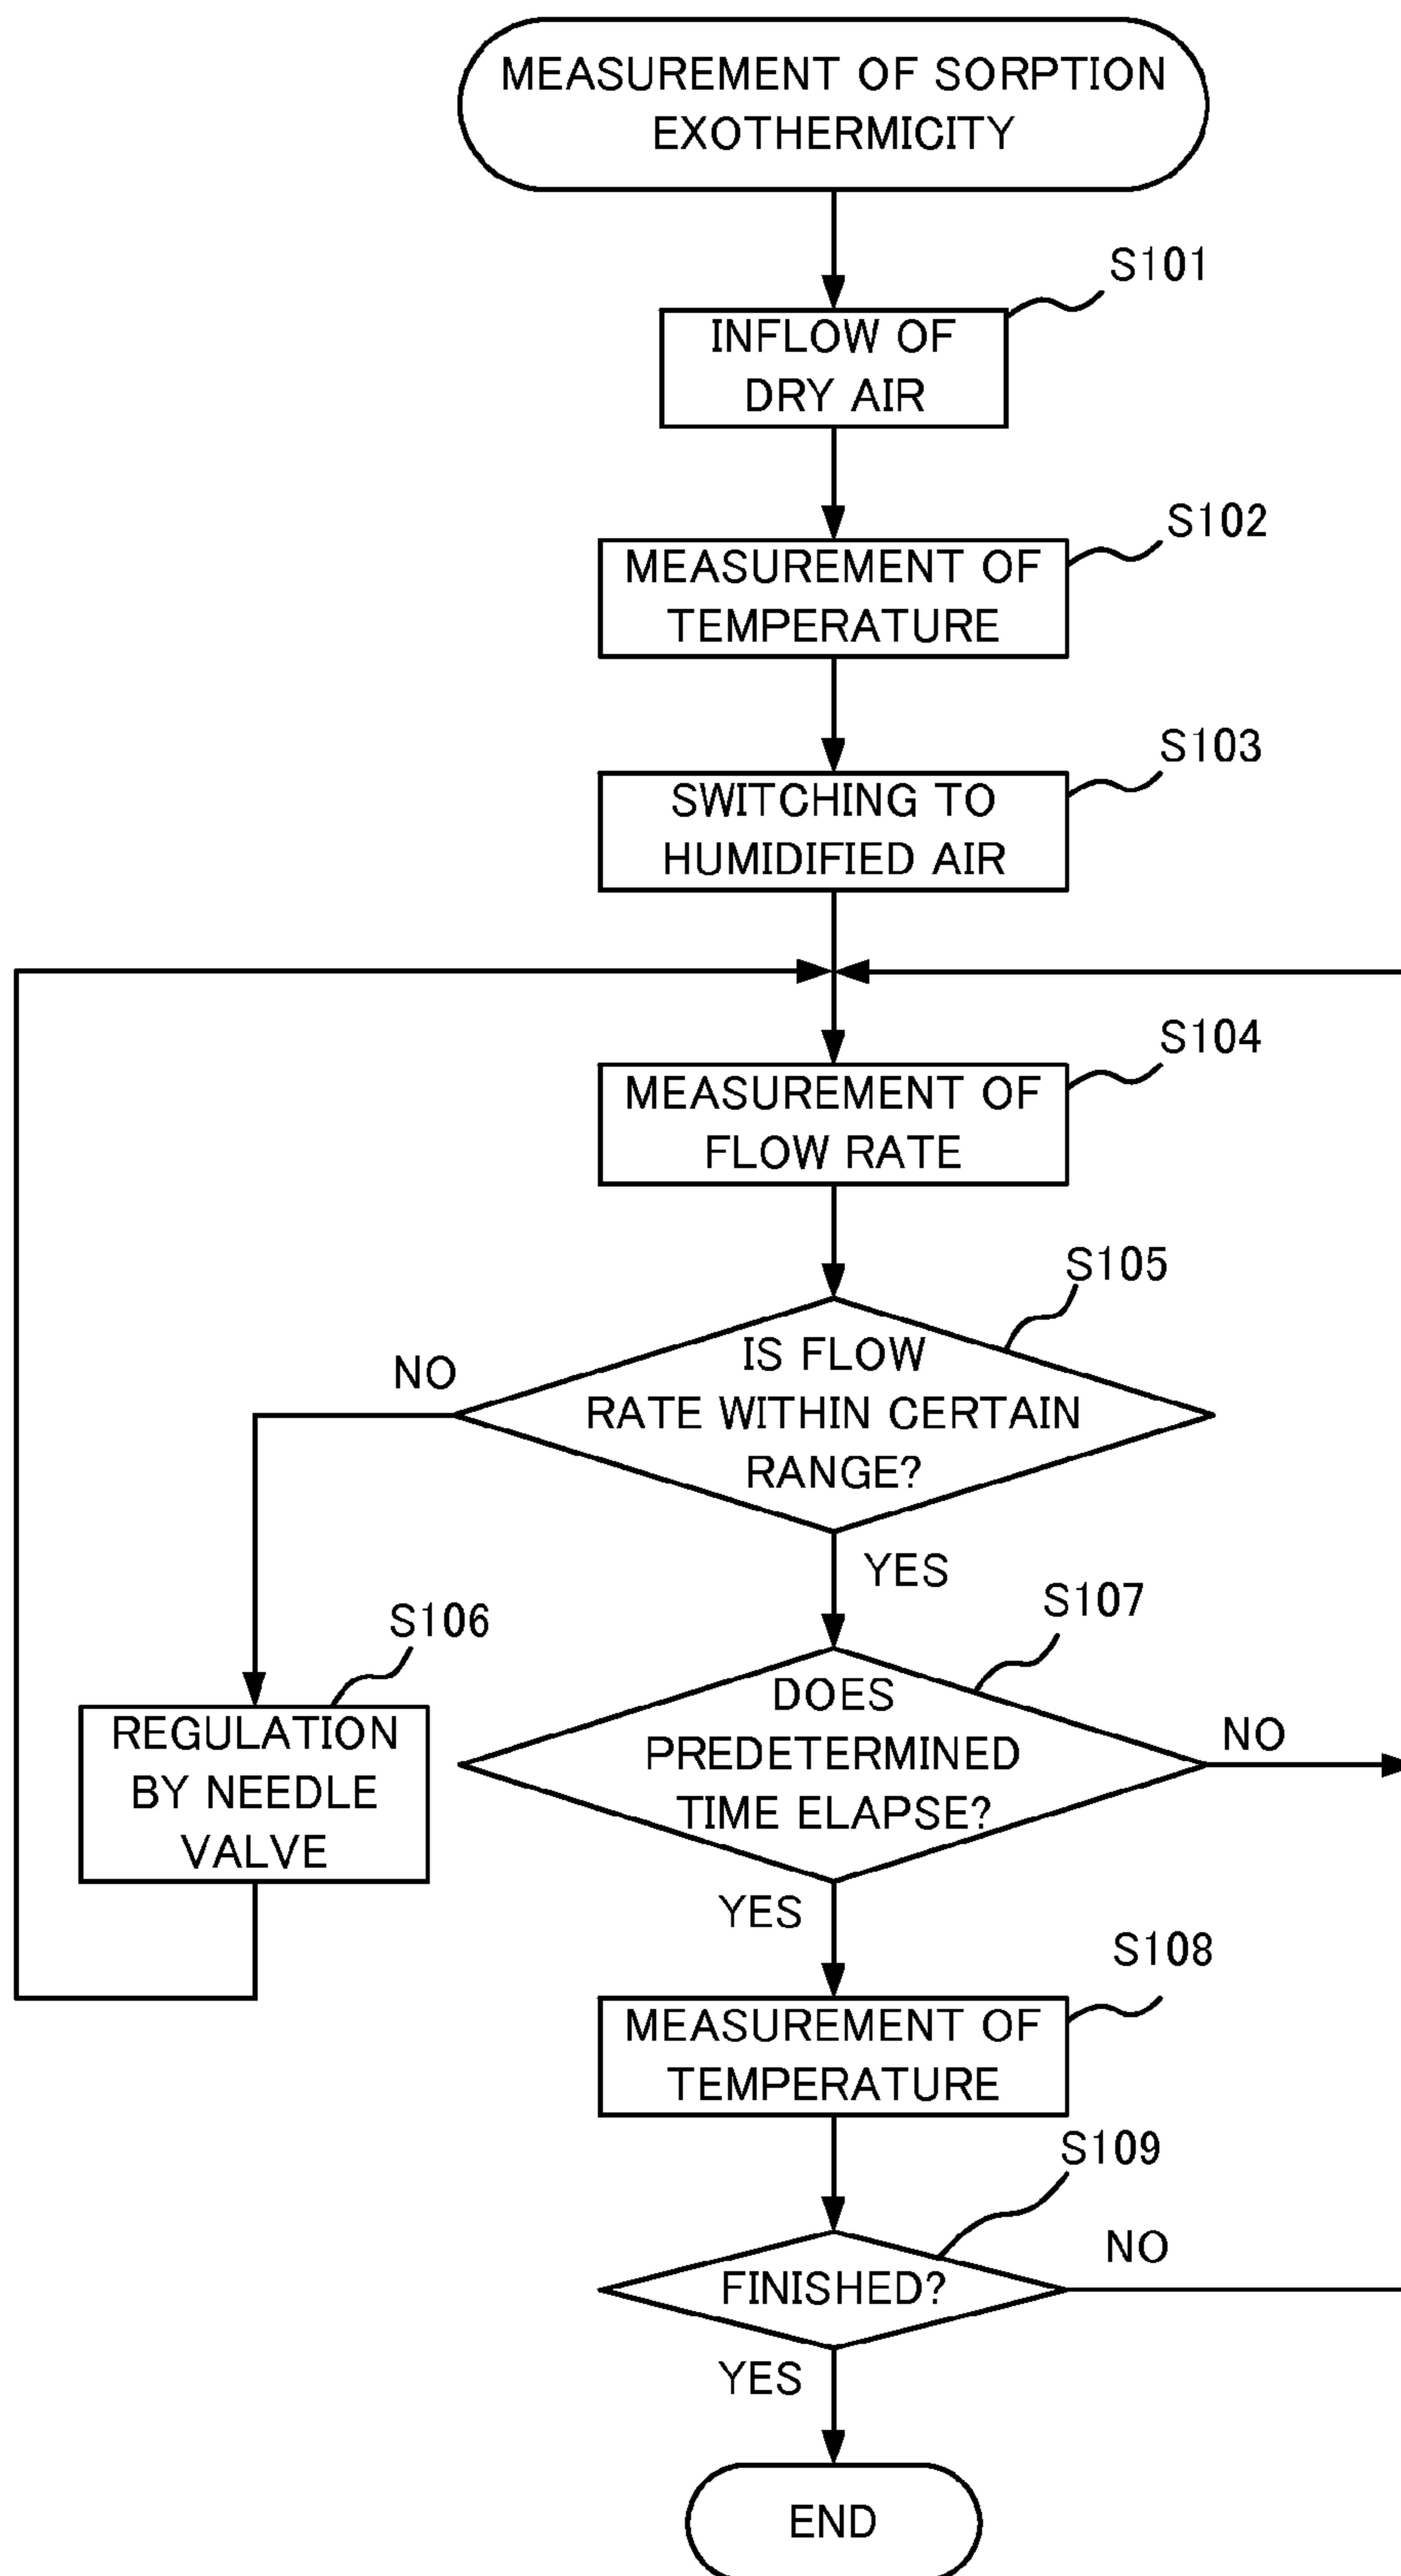 MEASUREMENT OF SORPTION
EXOTHERMICITY
S101
INFLOW OF
DRY AIR
S102
MEASUREMENT OF
TEMPERATURE
S103
SWITCHING TO
HUMIDIFIED AIR
S104
MEASUREMENT OF
FLOW RATE
S105
IS FLOW
RATE WITHIN CERTAIN
RANGE?
NO
YES
S106
REGULATION
BY NEEDLE
VALVE
S107
DOES
PREDETERMINED
TIME ELAPSE?
NO
YES
S108
MEASUREMENT OF
TEMPERATURE
S109
FINISHED?
NO
YES
END